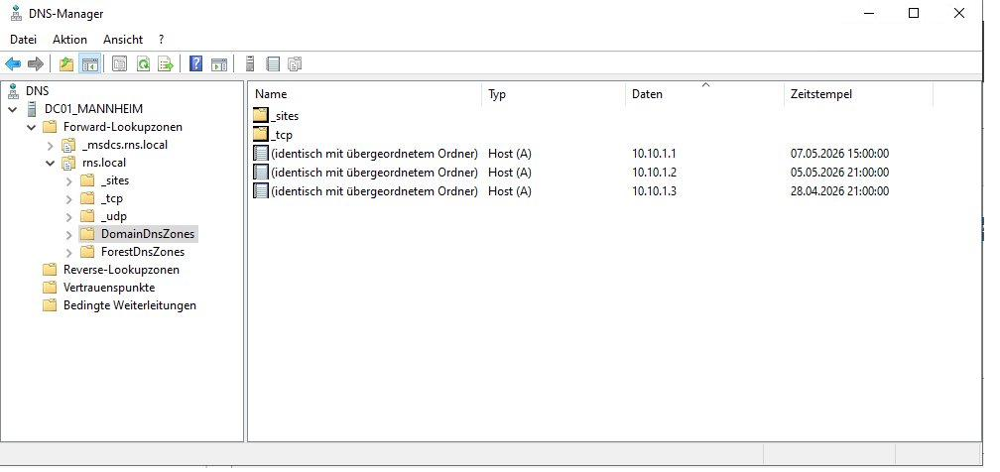 DNS-Manager
Datei Aktion Ansicht ?
DNS
DC01_MANNHEIM
Forward-Lookupzonen
_msdcs.rns.local
rns.local
_sites
_tcp
_udp
DomainDnsZones
ForestDnsZones
Reverse-Lookupzonen
Vertrauenspunkte
Bedingte Weiterleitungen
Name Typ Daten Zeitstempel
_sites
_tcp
(identisch mit übergeordnetem Ordner) Host (A) 10.10.1.1 07.05.2026 15:00:00
(identisch mit übergeordnetem Ordner) Host (A) 10.10.1.2 05.05.2026 21:00:00
(identisch mit übergeordnetem Ordner) Host (A) 10.10.1.3 28.04.2026 21:00:00